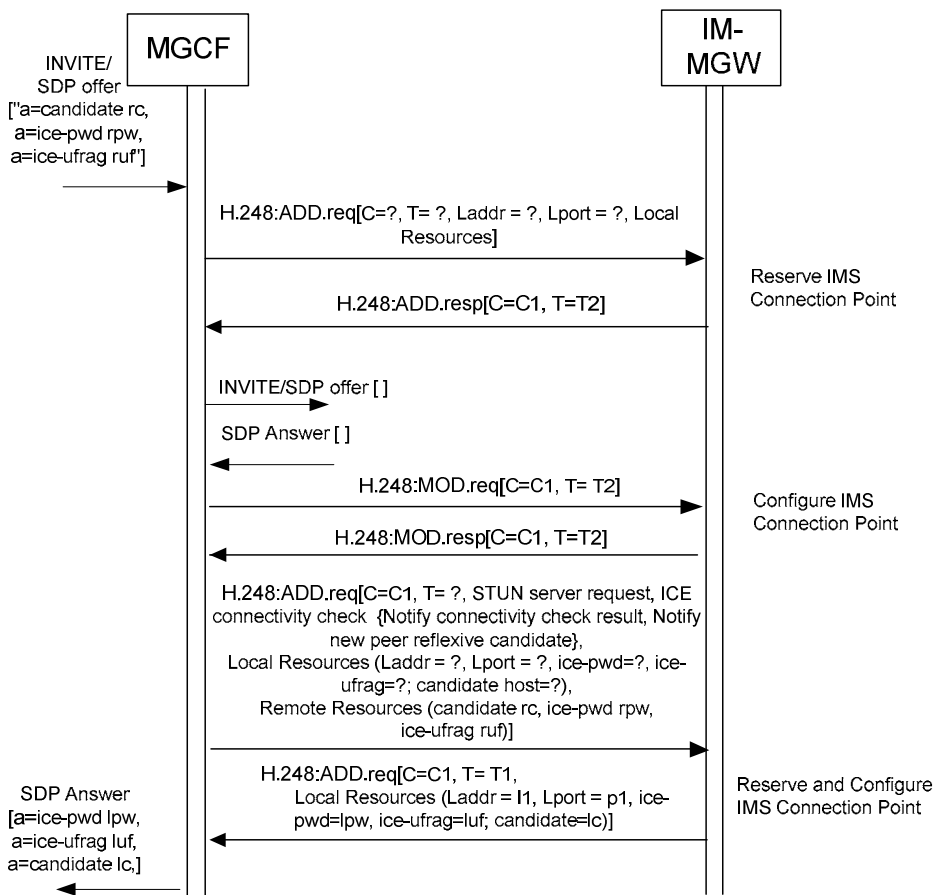 MGCF
IM-
MGW
INVITE/
SDP offer
["a=candidate rc,
a=ice-pwd rpw,
a=ice-ufrag ruf"]
H.248:ADD.req[C=?, T= ?, Laddr = ?, Lport = ?, Local
Resources]
Reserve IMS
Connection Point
H.248:ADD.resp[C=C1, T=T2]
INVITE/SDP offer [ ]
SDP Answer [ ]
H.248:MOD.req[C=C1, T= T2]
Configure IMS
Connection Point
H.248:MOD.resp[C=C1, T=T2]
H.248:ADD.req[C=C1, T= ?, STUN server request, ICE
connectivity check {Notify connectivity check result, Notify
new peer reflexive candidate},
Local Resources (Laddr = ?, Lport = ?, ice-pwd=?, ice-
ufrag=?; candidate host=?),
Remote Resources (candidate rc, ice-pwd rpw,
ice-ufrag ruf)]
H.248:ADD.req[C=C1, T= T1,
Local Resources (Laddr = l1, Lport = p1, ice-
pwd=lpw, ice-ufrag=luf; candidate=lc)]
Reserve and Configure
IMS Connection Point
SDP Answer
[a=ice-pwd lpw,
a=ice-ufrag luf,
a=candidate lc,]